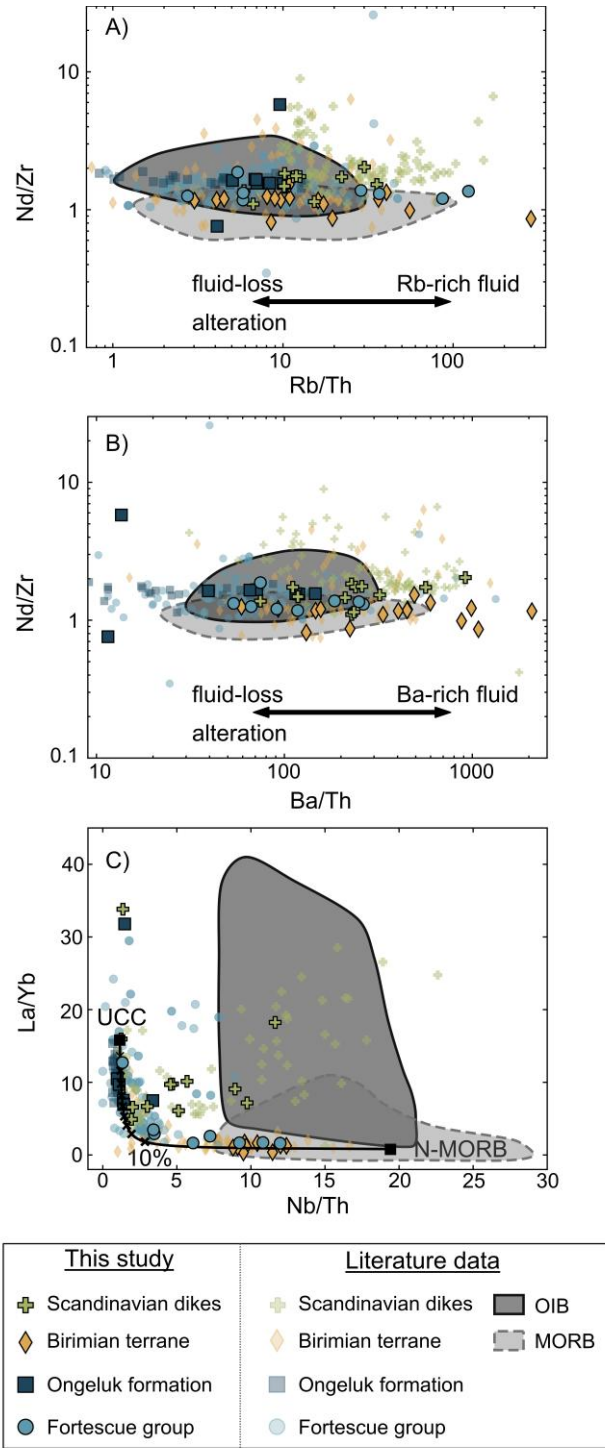 A)
10
1
0.1
Nd/Zr
fluid-loss
alteration
Rb-rich fluid
1
10
100
Rb/Th
B)
10
1
0.1
Nd/Zr
fluid-loss
alteration
Ba-rich fluid
10
100
1000
Ba/Th
C)
40
30
20
10
0
La/Yb
UCC
10%
N-MORB
0
5
10
15
20
25
30
Nb/Th
This study
Scandinavian dikes
Birimian terrane
Ongeluk formation
Fortescue group
Literature data
Scandinavian dikes
Birimian terrane
Ongeluk formation
Fortescue group
OIB
MORB